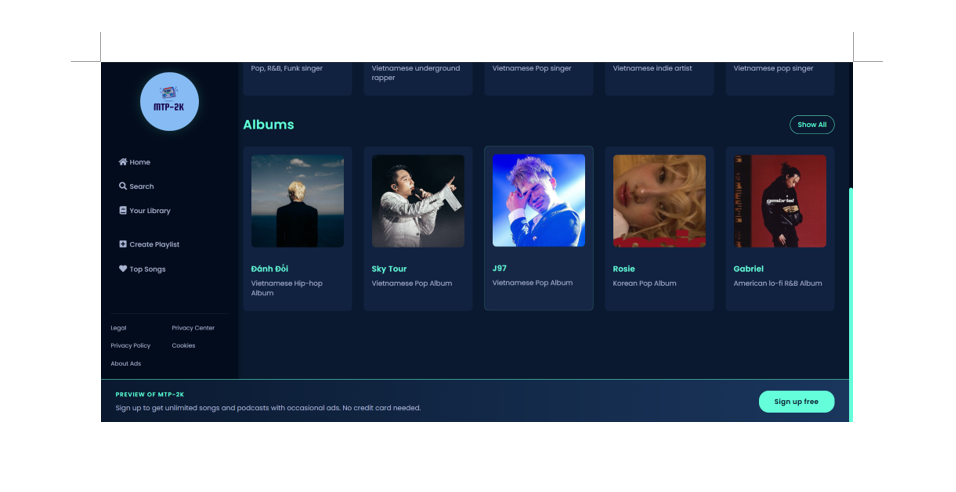 Pop, R&B, Funk singer
Vietnamese underground
rapper
Vietnamese Pop singer
Vietnamese indie artist
Vietnamese pop singer
MTP-2K
Home
Search
Your Library
Create Playlist
Top Songs
Legal
Privacy Center
Privacy Policy
Cookies
About Ads
Albums
Show All
Đánh Đổi
Vietnamese Hip-hop
Album
Sky Tour
Vietnamese Pop Album
J97
Vietnamese Pop Album
Rosie
Korean Pop Album
Gabriel
American lo-fi R&B Album
PREVIEW OF MTP-2K
Sign up to get unlimited songs and podcasts with occasional ads. No credit card needed.
Sign up free